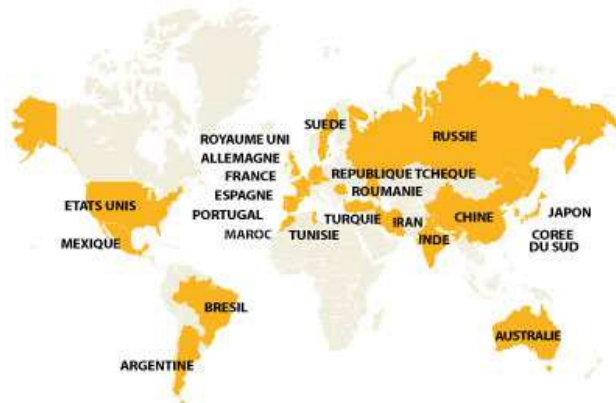 SUEDE
ROYAUME UNI
RUSSIE
ALLEMAGNE
FRANCE
REPUBLIQUE TCHEQUE
ROUMANIE
ESPAGNE
ETATS UNIS
PORTUGAL
TURQUIE
IRAN
CHINE
JAPON
MAROC
TUNISIE
INDE
COREE
DU SUD
MEXIQUE
BRESIL
AUSTRALIE
ARGENTINE